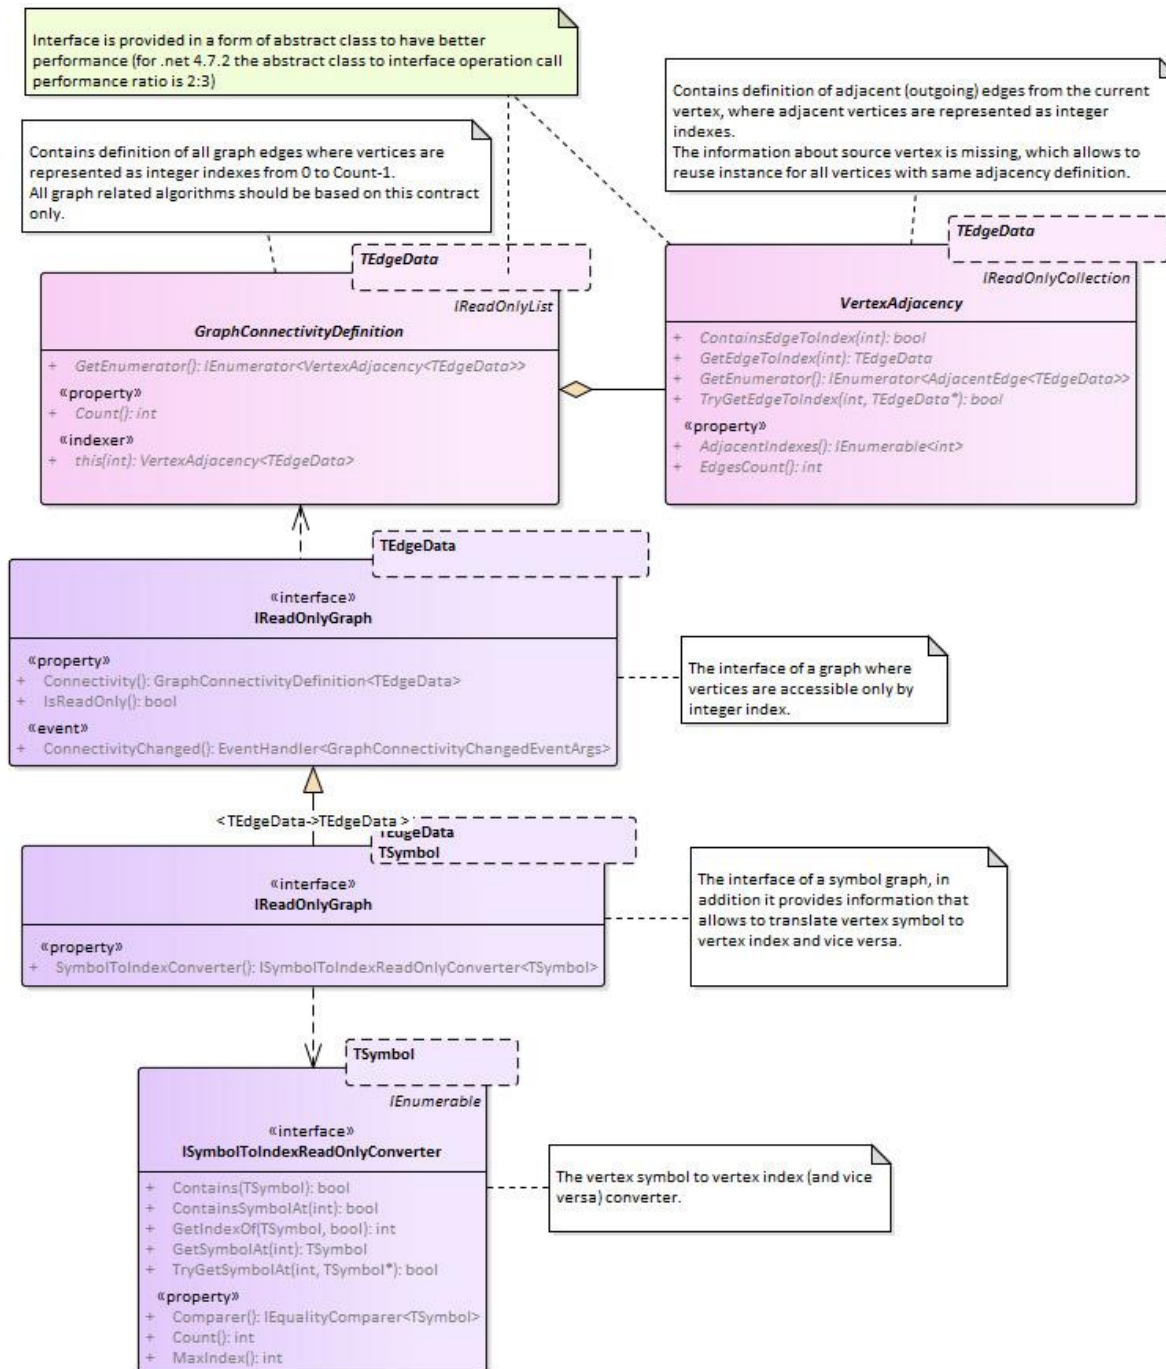 Interface is provided in a form of abstract class to have better
performance (for .net 4.7.2 the abstract class to interface operation call
performance ratio is 2:3)
Contains definition of adjacent (outgoing) edges from the current
vertex, where adjacent vertices are represented as integer
indexes.
The information about source vertex is missing, which allows to
reuse instance for all vertices with same adjacency definition.
Contains definition of all graph edges where vertices are
represented as integer indexes from 0 to Count-1.
All graph related algorithms should be based on this contract
only.
TEdgeData
IReadOnlyList
GraphConnectivityDefinition
+ GetEnumerator(): IEnumerator<VertexAdjacency<TEdgeData>>
«property»
+ Count(): int
«indexer»
+ this(int): VertexAdjacency<TEdgeData>
TEdgeData
IReadOnlyCollection
VertexAdjacency
+ ContainsEdgeToIndex(int): bool
+ GetEdgeToIndex(int): TEdgeData
+ GetEnumerator(): IEnumerator<AdjacentEdge<TEdgeData>>
+ TryGetEdgeToIndex(int, TEdgeData*): bool
«property»
+ AdjacentIndexes(): IEnumerable<int>
+ EdgesCount(): int
TEdgeData
«interface»
IReadOnlyGraph
«property»
+ Connectivity(): GraphConnectivityDefinition<TEdgeData>
+ IsReadOnly(): bool
«event»
+ ConnectivityChanged(): EventHandler<GraphConnectivityChangedEventArgs>
The interface of a graph where
vertices are accessible only by
integer index.
<TEdgeData->TEdgeData >
TEdgeData
TSymbol
«interface»
IReadOnlyGraph
«property»
+ SymbolToIndexConverter(): ISymbolToIndexReadOnlyConverter<TSymbol>
The interface of a symbol graph, in
addition it provides information that
allows to translate vertex symbol to
vertex index and vice versa.
TSymbol
IEnumerable
«interface»
ISymbolToIndexReadOnlyConverter
+ Contains(TSymbol): bool
+ ContainsSymbolAt(int): bool
+ GetIndexOf(TSymbol, bool): int
+ GetSymbolAt(int): TSymbol
+ TryGetSymbolAt(int, TSymbol*): bool
«property»
+ Comparer(): IEqualityComparer<TSymbol>
+ Count(): int
+ MaxIndex(): int
The vertex symbol to vertex index (and vice
versa) converter.